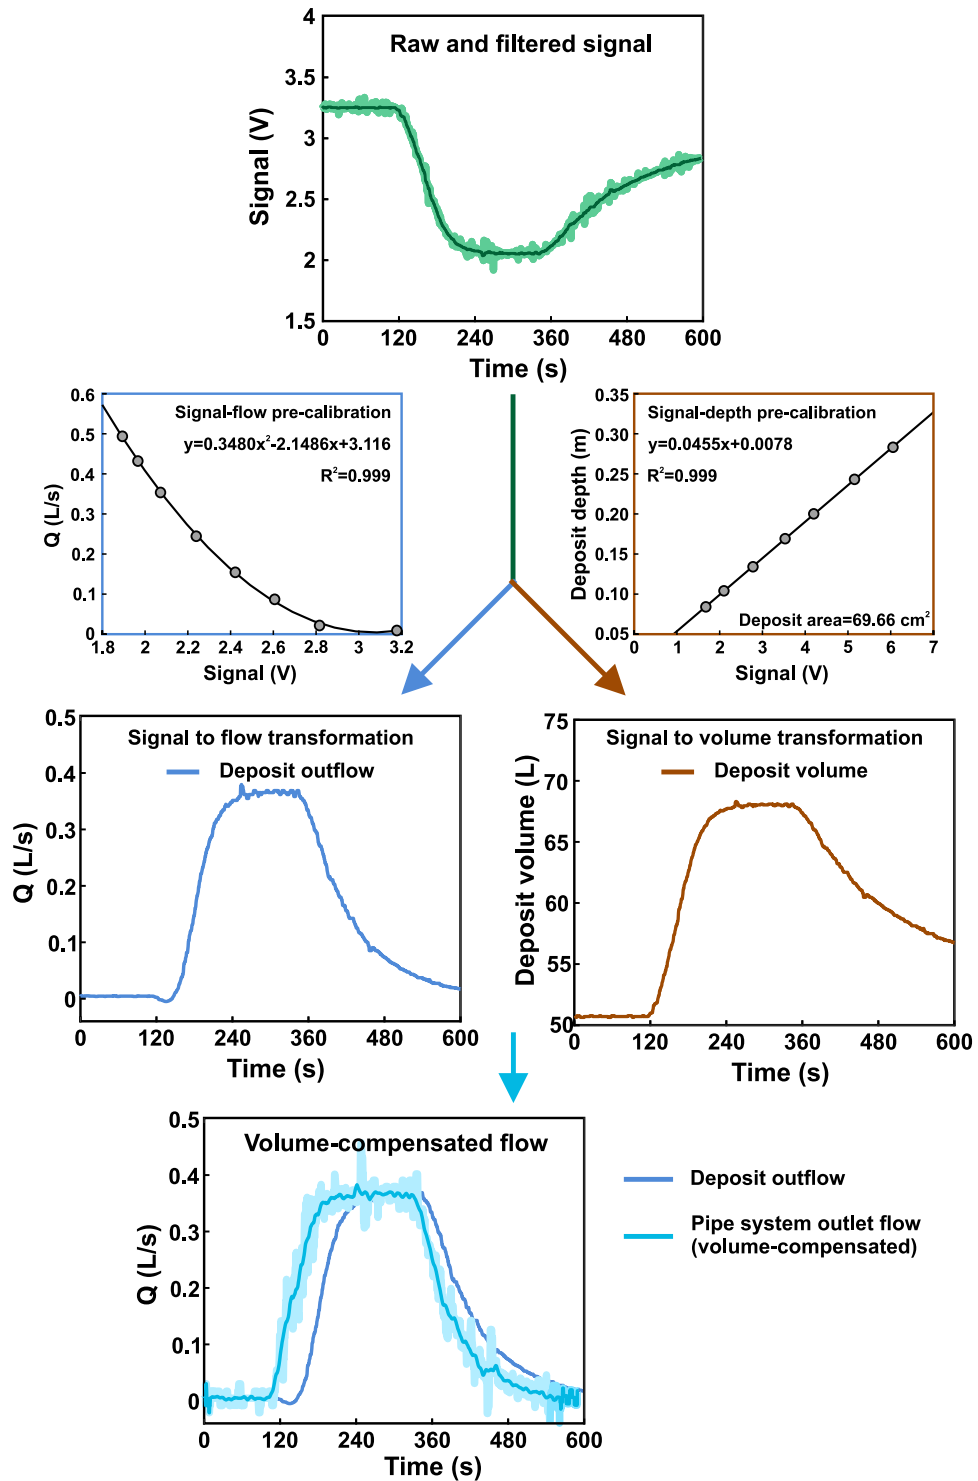 Raw and filtered signal
Signal (V)
4
3.5
3
2.5
2
1.5
0 120 240 360 480 600
Time (s)
Signal-flow pre-calibration
y=0.3480x²-2.1486x+3.116
R²=0.999
Q (L/s)
0.6
0.5
0.4
0.3
0.2
0.1
0
1.8 2 2.2 2.4 2.6 2.8 3 3.2
Signal (V)
Signal-depth pre-calibration
y=0.0455x+0.0078
R²=0.999
Deposit area=69.66 cm²
Deposit depth (m)
0.35
0.30
0.25
0.20
0.15
0.10
0.05
0 1 2 3 4 5 6 7
Signal (V)
Signal to flow transformation
Deposit outflow
Q (L/s)
0.5
0.4
0.3
0.2
0.1
0
0 120 240 360 480 600
Time (s)
Signal to volume transformation
Deposit volume
Deposit volume (L)
75
70
65
60
55
50
0 120 240 360 480 600
Time (s)
Volume-compensated flow
Q (L/s)
0.5
0.4
0.3
0.2
0.1
0
0 120 240 360 480 600
Time (s)
Deposit outflow
Pipe system outlet flow
(volume-compensated)